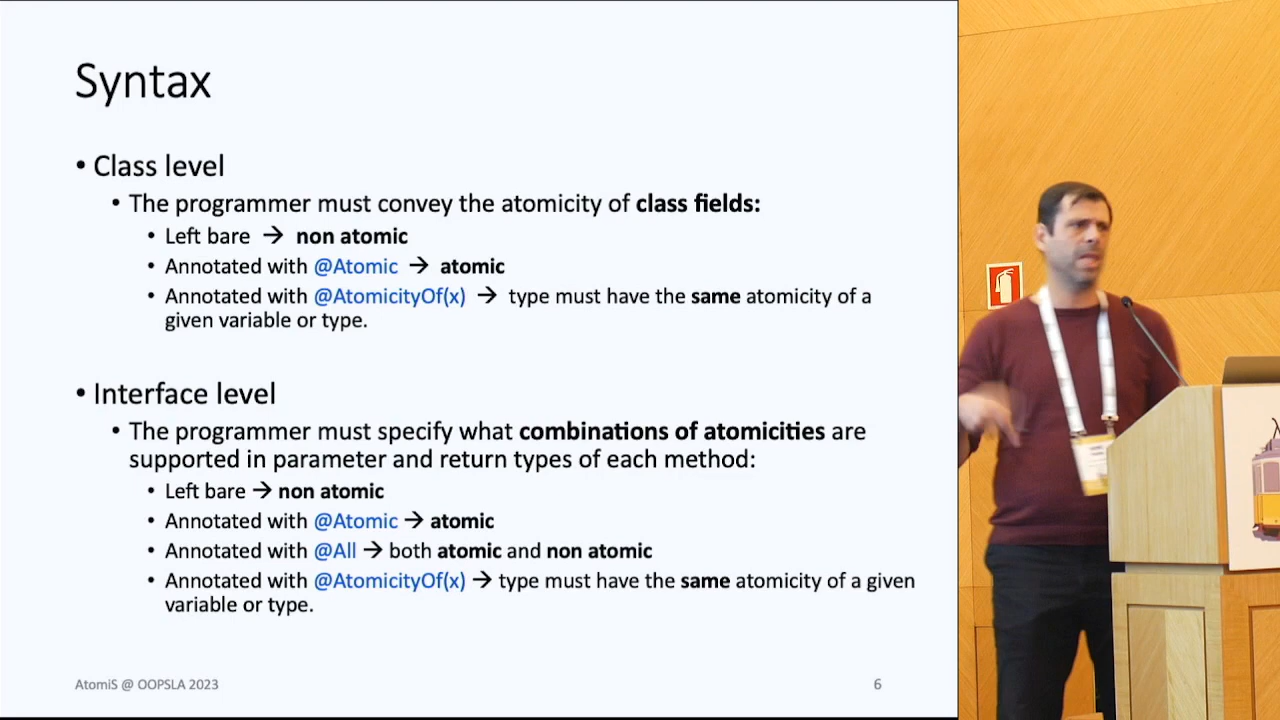 Syntax
• Class level
• The programmer must convey the atomicity of class fields:
• Left bare → non atomic
• Annotated with @Atomic → atomic
• Annotated with @AtomicityOf(x) → type must have the same atomicity of a
given variable or type.
• Interface level
• The programmer must specify what combinations of atomicities are
supported in parameter and return types of each method:
• Left bare → non atomic
• Annotated with @Atomic → atomic
• Annotated with @All → both atomic and non atomic
• Annotated with @AtomicityOf(x) → type must have the same atomicity of a given
variable or type.
AtomiS @ OOPSLA 2023
6